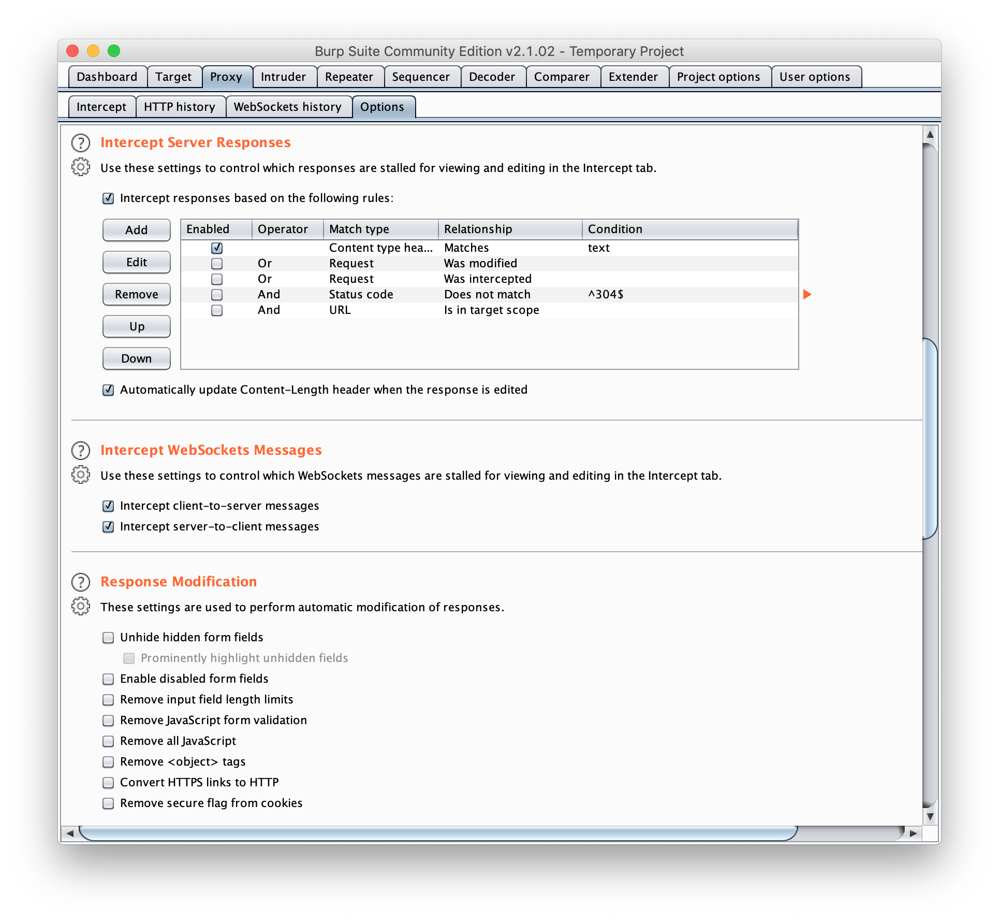 Burp Suite Community Edition v2.1.02 - Temporary Project
Dashboard Target Proxy Intruder Repeater Sequencer Decoder Comparer Extender Project options User options
Intercept HTTP history WebSockets history Options
? Intercept Server Responses
Use these settings to control which responses are stalled for viewing and editing in the Intercept tab.
Intercept responses based on the following rules:
Add
Edit
Remove
Up
Down
Enabled Operator Match type Relationship Condition
Content type hea... Matches text
Or Request Was modified
Or Request Was intercepted
And Status code Does not match ^304$
And URL Is in target scope
Automatically update Content-Length header when the response is edited
? Intercept WebSockets Messages
Use these settings to control which WebSockets messages are stalled for viewing and editing in the Intercept tab.
Intercept client-to-server messages
Intercept server-to-client messages
? Response Modification
These settings are used to perform automatic modification of responses.
Unhide hidden form fields
Prominently highlight unhidden fields
Enable disabled form fields
Remove input field length limits
Remove JavaScript form validation
Remove all JavaScript
Remove <object> tags
Convert HTTPS links to HTTP
Remove secure flag from cookies